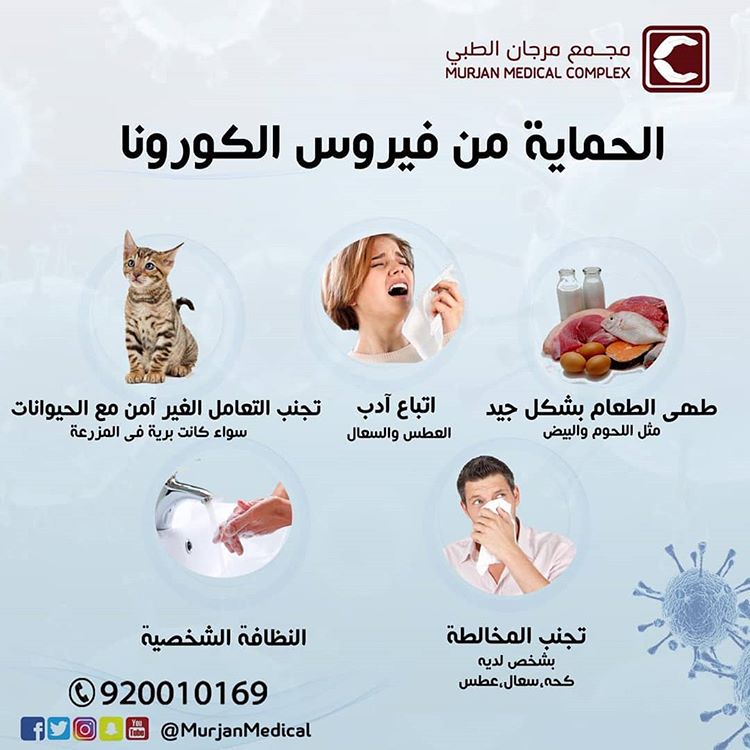 مجمع مرجان الطبي
MURJAN MEDICAL COMPLEX
الحماية من فيروس الكورونا
طهى الطعام بشكل جيد
مثل اللحوم والبيض
اتباع آدب
العطس والسعال
تجنب التعامل الغير آمن مع الحيوانات
سواء كانت برية فى المزرعة
تجنب المخالطة
بشخص لديه
كحه،سعال،عطس
النظافة الشخصية
920010169
You Tube
@MurjanMedical